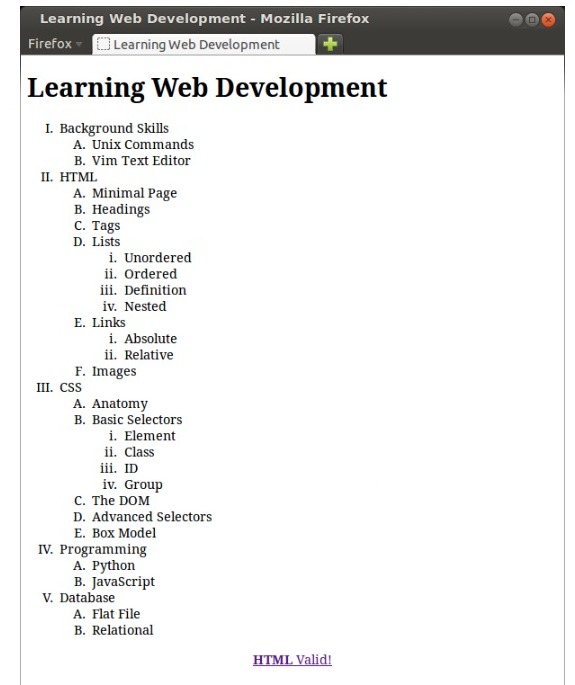 Learning Web Development - Mozilla Firefox
Firefox
Learning Web Development
Learning Web Development
I. Background Skills
A. Unix Commands
B. Vim Text Editor
II. HTML
A. Minimal Page
B. Headings
C. Tags
D. Lists
i. Unordered
ii. Ordered
iii. Definition
iv. Nested
E. Links
i. Absolute
ii. Relative
F. Images
III. CSS
A. Anatomy
B. Basic Selectors
i. Element
ii. Class
iii. ID
iv. Group
C. The DOM
D. Advanced Selectors
E. Box Model
IV. Programming
A. Python
B. JavaScript
V. Database
A. Flat File
B. Relational
HTML Valid!